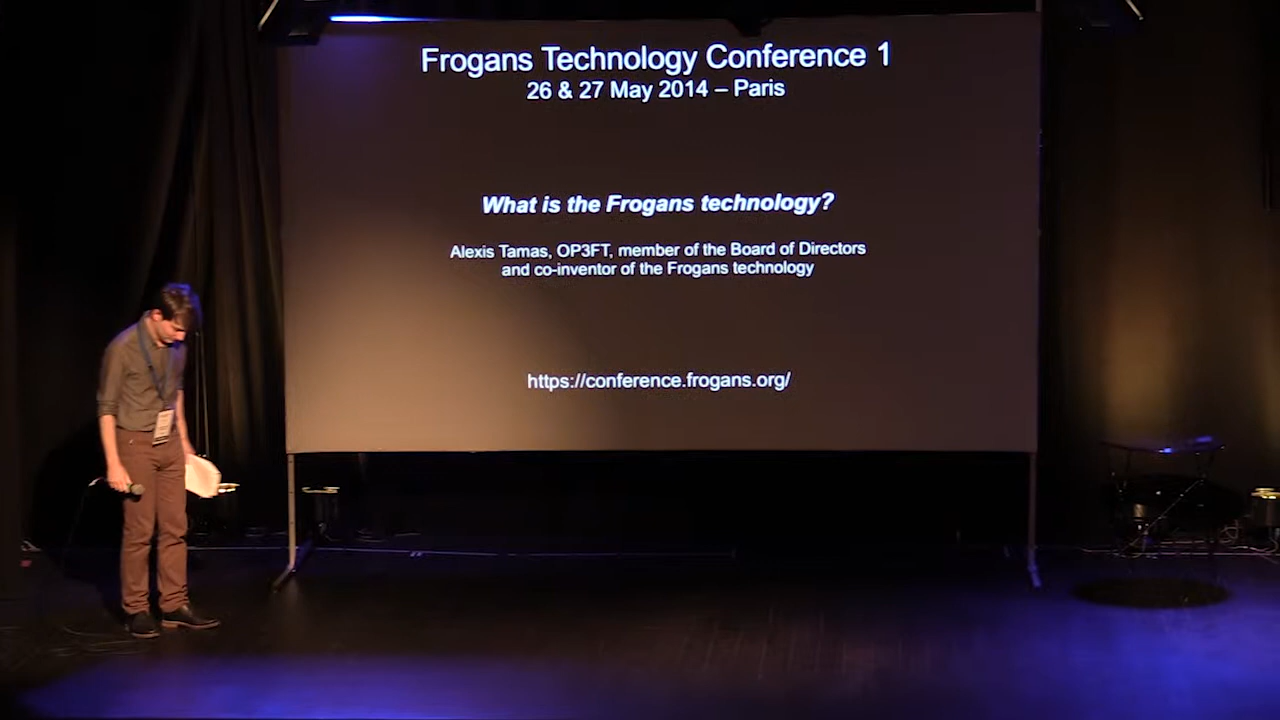 Frogans Technology Conference 1
26 & 27 May 2014 – Paris
What is the Frogans technology?
Alexis Tamas, OP3FT, member of the Board of Directors
and co-inventor of the Frogans technology
https://conference.frogans.org/